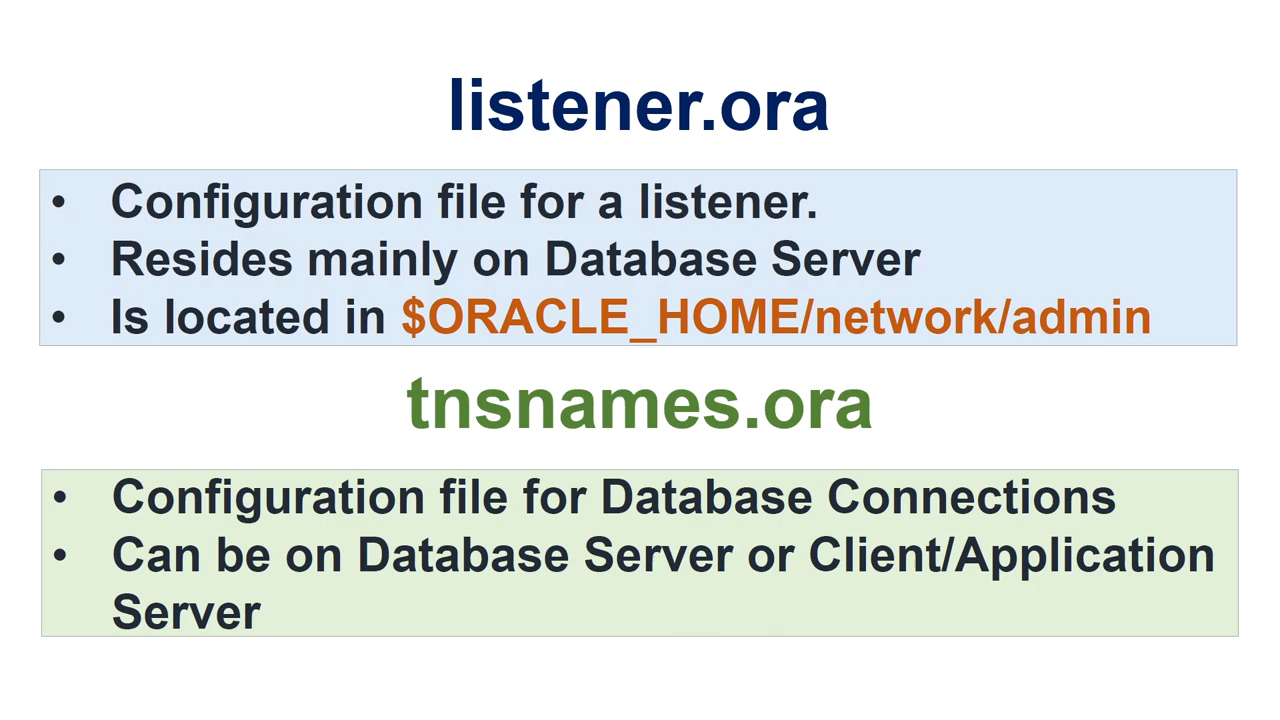 listener.ora
• Configuration file for a listener.
• Resides mainly on Database Server
• Is located in $ORACLE_HOME/network/admin
tnsnames.ora
• Configuration file for Database Connections
• Can be on Database Server or Client/Application
Server